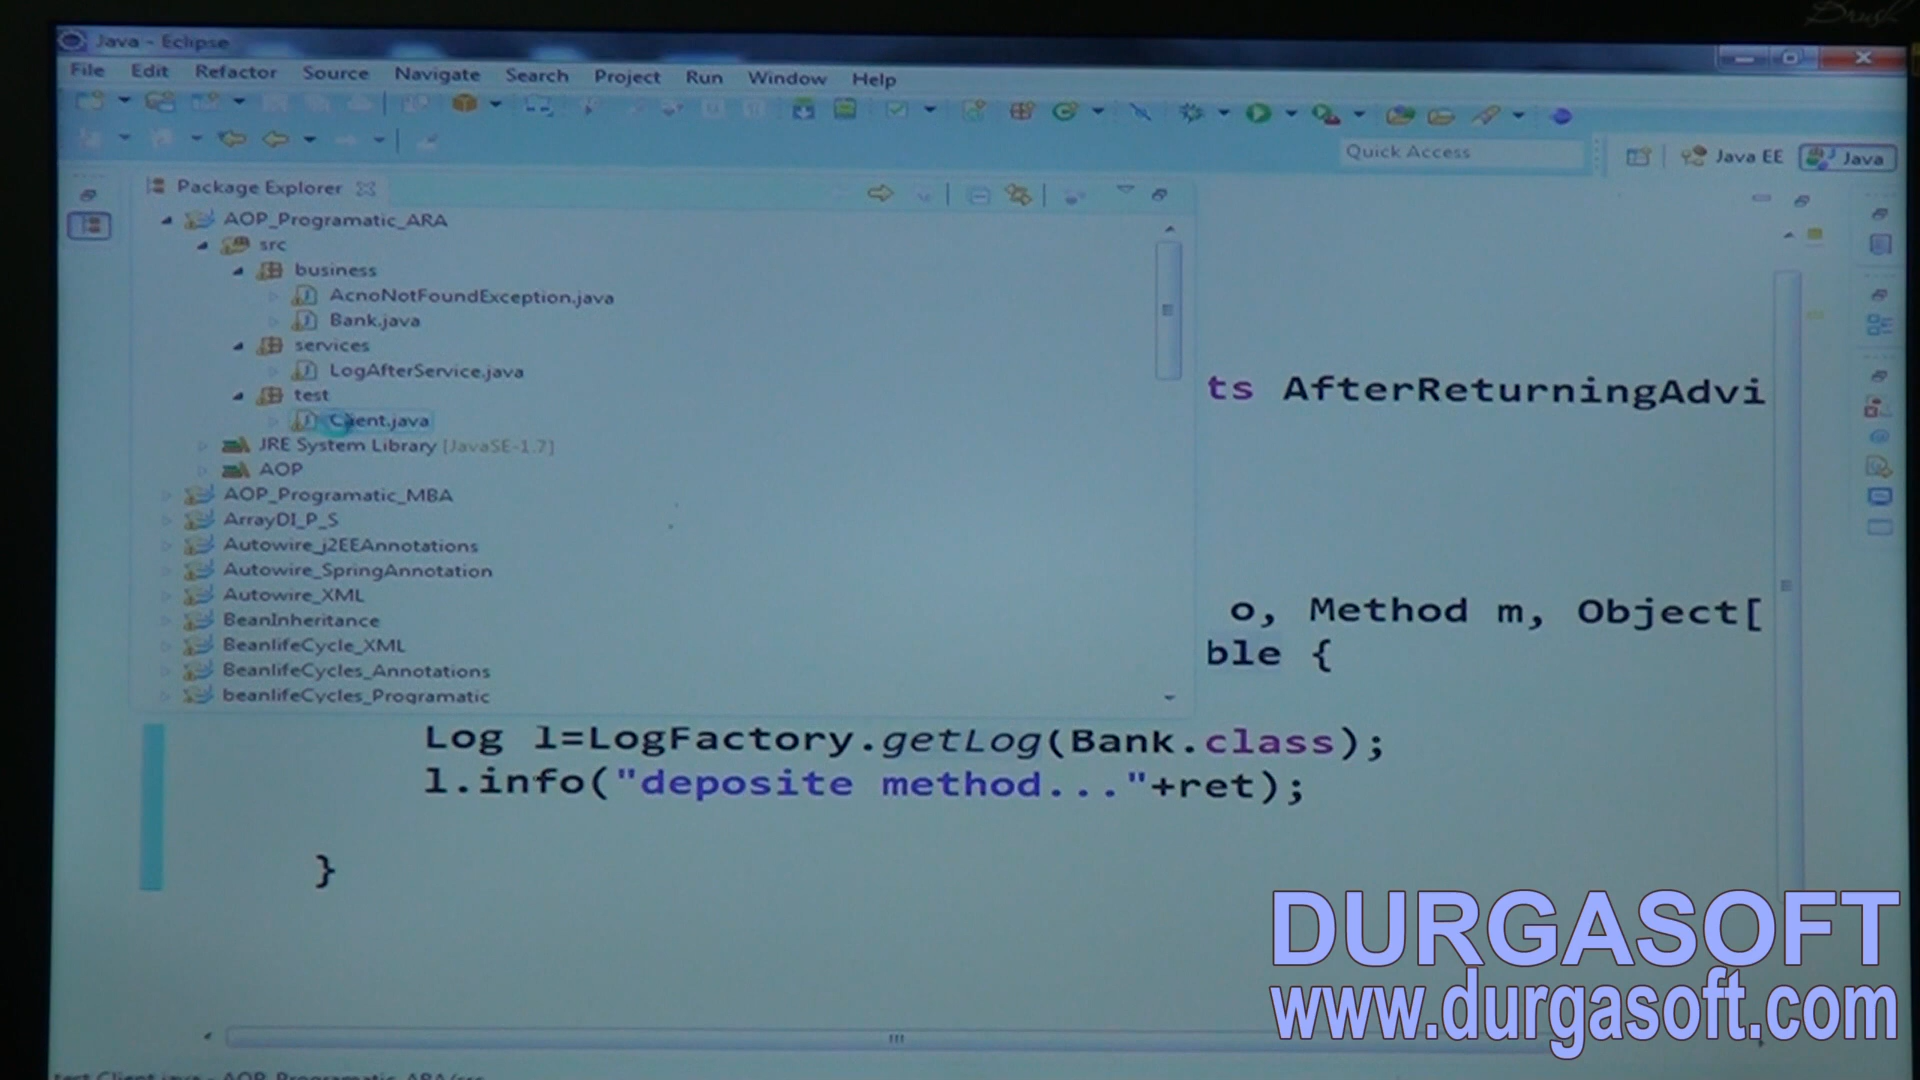 Java - Eclipse
File Edit Refactor Source Navigate Search Project Run Window Help
Quick Access
Java EE
Java
Package Explorer
AOP_Programatic_ARA
src
business
AcnoNotFoundException.java
Bank.java
services
LogAfterService.java
test
Client.java
JRE System Library [JavaSE-1.7]
AOP
AOP_Programatic_MBA
ArrayDI_P_S
Autowire_j2EEAnnotations
Autowire_SpringAnnotation
Autowire_XML
BeanInheritance
BeanlifeCycle_XML
BeanlifeCycles_Annotations
beanlifeCycles_Programatic
ts AfterReturningAdvi
o, Method m, Object[
ble {
Log l=LogFactory.getLog(Bank.class);
l.info("deposite method..."+ret);
}
DURGASOFT
www.durgasoft.com